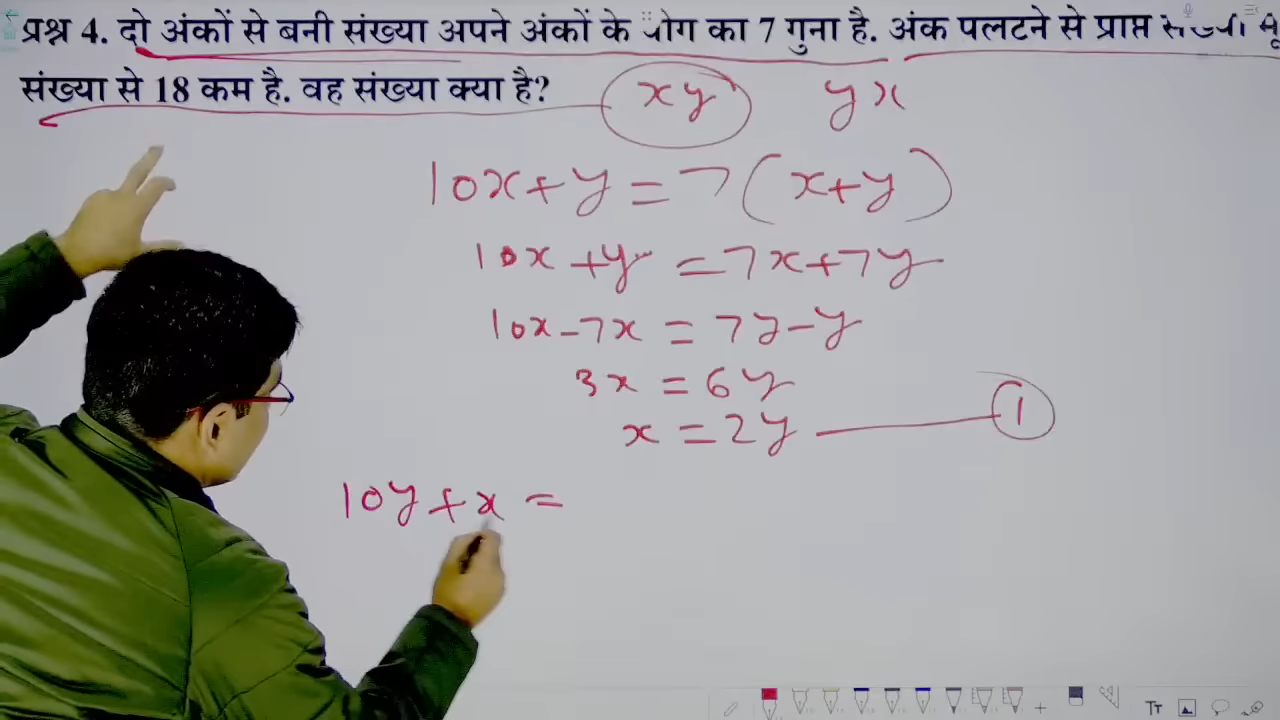 प्रश्न 4. दो अंकों से बनी संख्या अपने अंकों के योग का 7 गुना है. अंक पलटने से प्राप्त
संख्या से 18 कम है. वह संख्या क्या है?
xy yx
10x+y=7(x+y)
10x+y=7x+7y
10x-7x=7y-y
3x=6y
x=2y 1
10y+x=
Tт